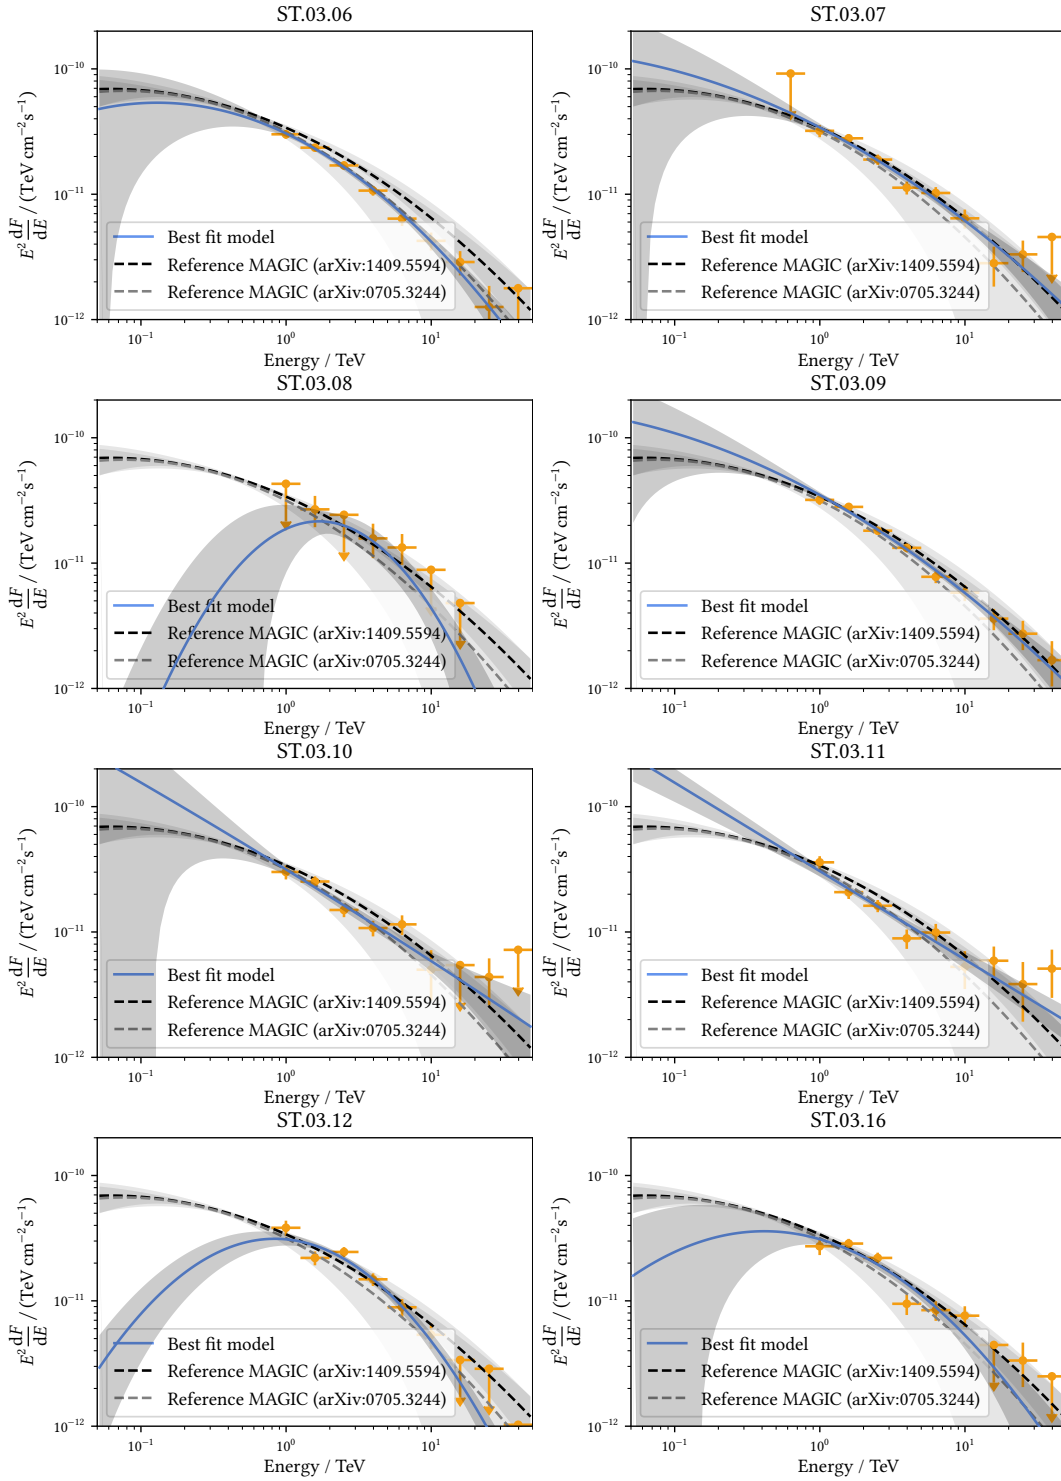 ST.03.06
10⁻¹⁰
10⁻¹¹
10⁻¹²
E² dF/dE / (TeV cm⁻² s⁻¹)
Best fit model
Reference MAGIC (arXiv:1409.5594)
Reference MAGIC (arXiv:0705.3244)
10⁻¹ 10⁰ 10¹
Energy / TeV
ST.03.07
10⁻¹⁰
10⁻¹¹
10⁻¹²
E² dF/dE / (TeV cm⁻² s⁻¹)
Best fit model
Reference MAGIC (arXiv:1409.5594)
Reference MAGIC (arXiv:0705.3244)
10⁻¹ 10⁰ 10¹
Energy / TeV
ST.03.08
10⁻¹⁰
10⁻¹¹
10⁻¹²
E² dF/dE / (TeV cm⁻² s⁻¹)
Best fit model
Reference MAGIC (arXiv:1409.5594)
Reference MAGIC (arXiv:0705.3244)
10⁻¹ 10⁰ 10¹
Energy / TeV
ST.03.09
10⁻¹⁰
10⁻¹¹
10⁻¹²
E² dF/dE / (TeV cm⁻² s⁻¹)
Best fit model
Reference MAGIC (arXiv:1409.5594)
Reference MAGIC (arXiv:0705.3244)
10⁻¹ 10⁰ 10¹
Energy / TeV
ST.03.10
10⁻¹⁰
10⁻¹¹
10⁻¹²
E² dF/dE / (TeV cm⁻² s⁻¹)
Best fit model
Reference MAGIC (arXiv:1409.5594)
Reference MAGIC (arXiv:0705.3244)
10⁻¹ 10⁰ 10¹
Energy / TeV
ST.03.11
10⁻¹⁰
10⁻¹¹
10⁻¹²
E² dF/dE / (TeV cm⁻² s⁻¹)
Best fit model
Reference MAGIC (arXiv:1409.5594)
Reference MAGIC (arXiv:0705.3244)
10⁻¹ 10⁰ 10¹
Energy / TeV
ST.03.12
10⁻¹⁰
10⁻¹¹
10⁻¹²
E² dF/dE / (TeV cm⁻² s⁻¹)
Best fit model
Reference MAGIC (arXiv:1409.5594)
Reference MAGIC (arXiv:0705.3244)
10⁻¹ 10⁰ 10¹
Energy / TeV
ST.03.16
10⁻¹⁰
10⁻¹¹
10⁻¹²
E² dF/dE / (TeV cm⁻² s⁻¹)
Best fit model
Reference MAGIC (arXiv:1409.5594)
Reference MAGIC (arXiv:0705.3244)
10⁻¹ 10⁰ 10¹
Energy / TeV